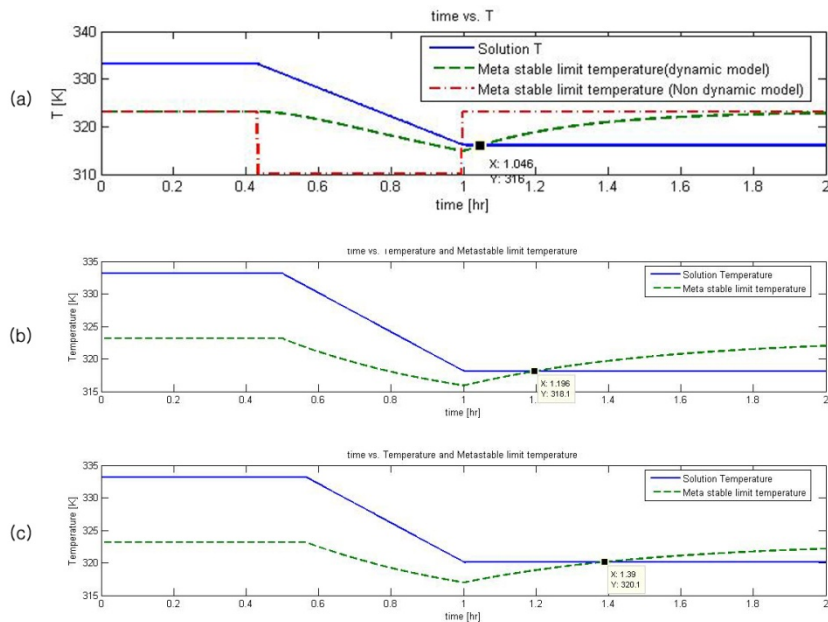 time vs. T
(a)
T [K]
340
330
320
310
Solution T
Meta stable limit temperature(dynamic model)
Meta stable limit temperature (Non dynamic model)
X: 1.046
Y: 316
0 0.2 0.4 0.6 0.8 1 1.2 1.4 1.6 1.8 2
time [hr]
time vs. Temperature and Metastable limit temperature
(b)
Temperature [K]
335
330
325
320
315
Solution Temperature
Meta stable limit temperature
X: 1.196
Y: 318.1
0 0.2 0.4 0.6 0.8 1 1.2 1.4 1.6 1.8 2
time [hr]
time vs. Temperature and Metastable limit temperature
(c)
Temperature [K]
335
330
325
320
315
Solution Temperature
Meta stable limit temperature
X: 1.39
Y: 320.1
0 0.2 0.4 0.6 0.8 1 1.2 1.4 1.6 1.8 2
time [hr]